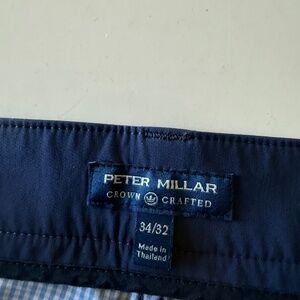 PETER MILLAR
CROWN CRAFTED
34/32
Made in
Thailand